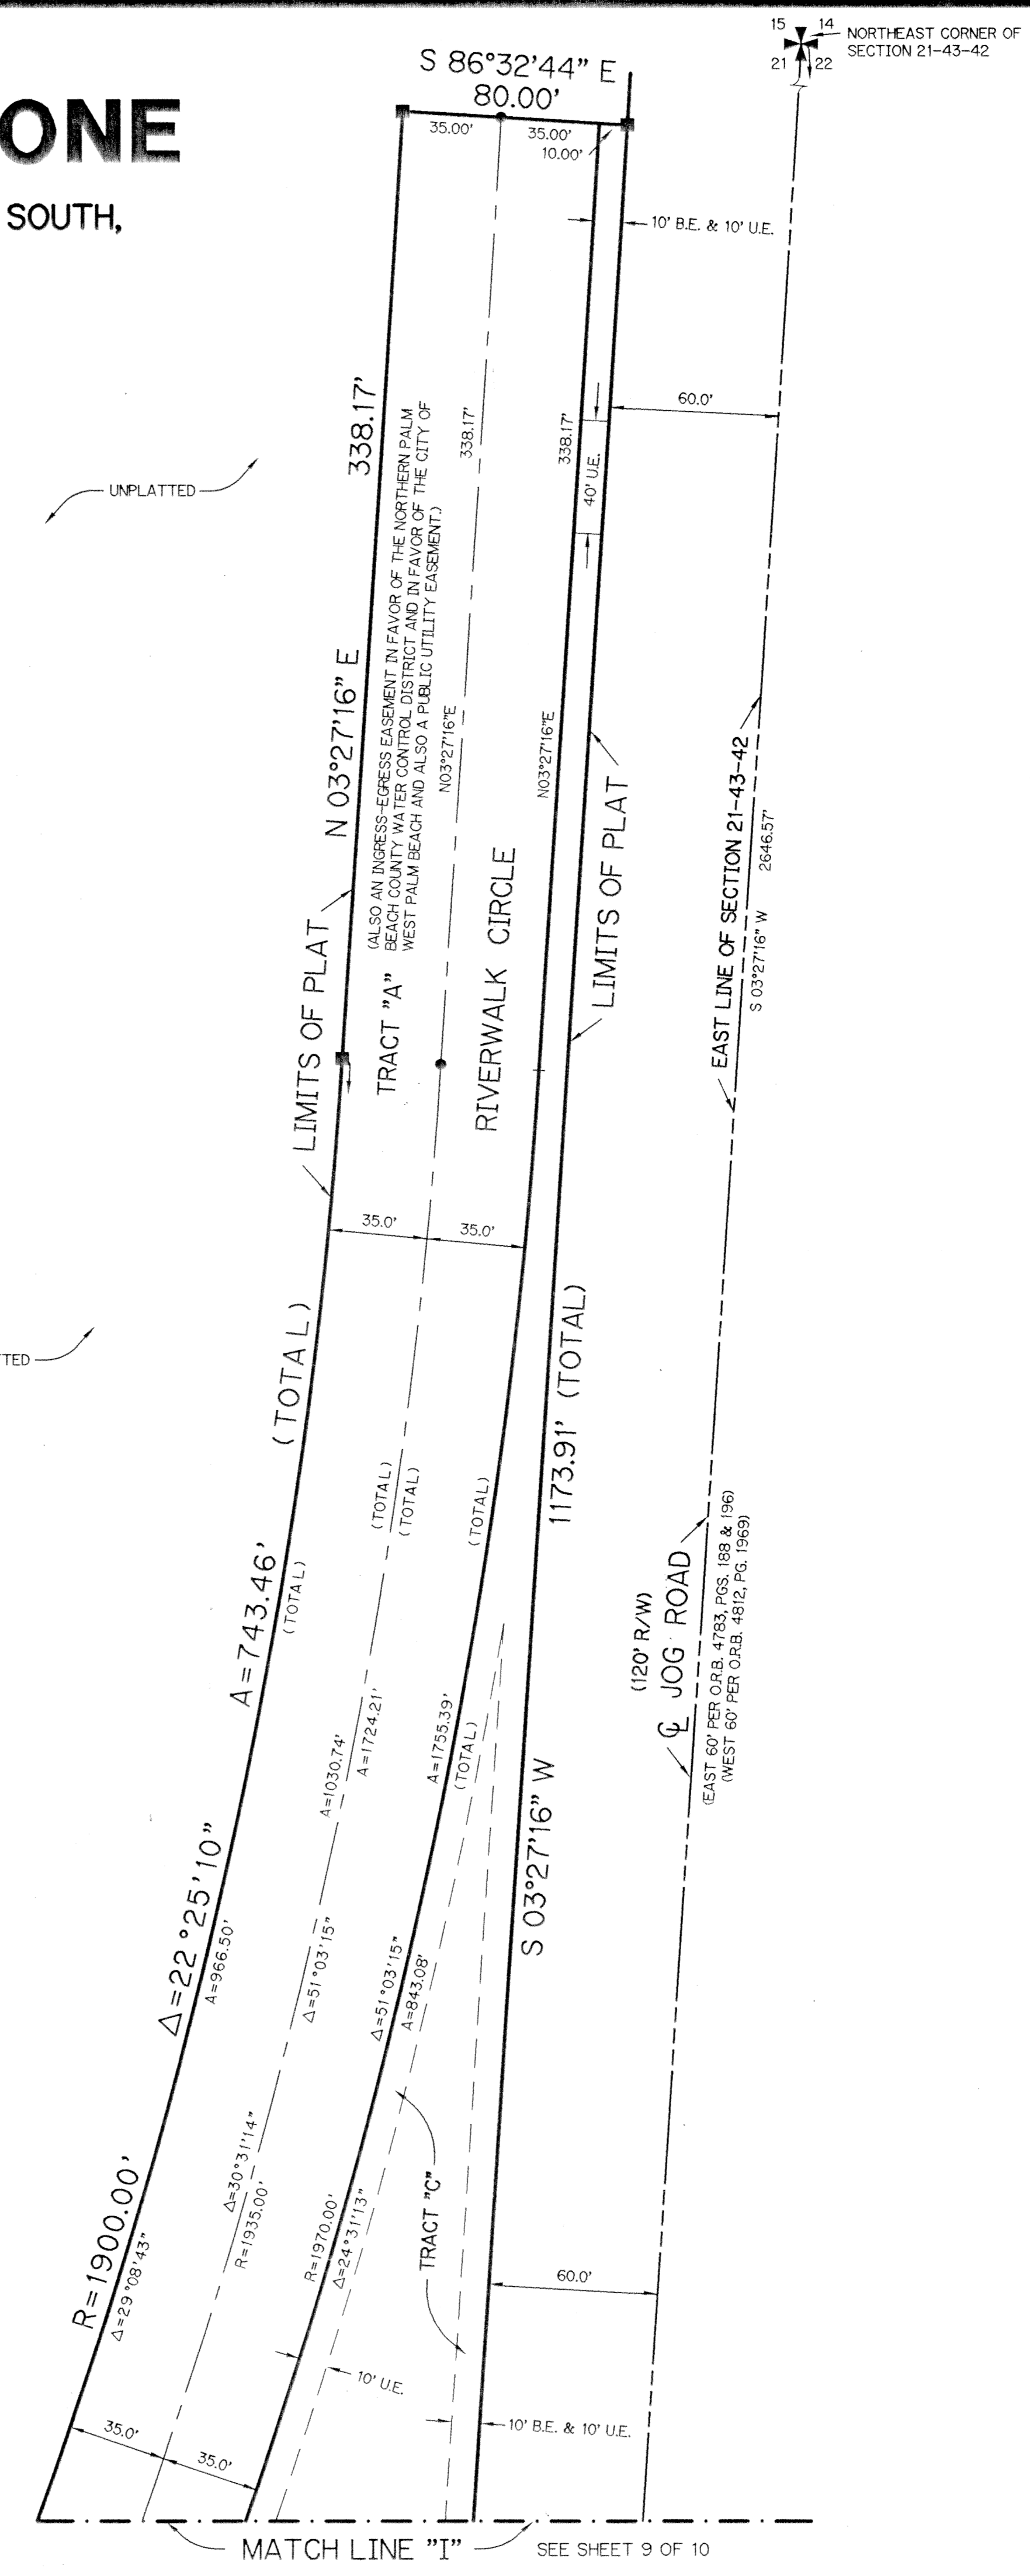 15 14
21 22
NORTHEAST CORNER OF
SECTION 21-43-42
S 86°32'44" E
80.00'
35.00'
35.00'
10.00'
ONE
SOUTH,
10' B.E. & 10' U.E.
60.0'
338.17'
338.17'
338.17'
40' U.E.
UNPLATTED
N 03°27'16" E
(ALSO AN INGRESS-EGRESS EASEMENT IN FAVOR OF THE NORTHERN PALM
BEACH COUNTY WATER CONTROL DISTRICT AND IN FAVOR OF THE CITY OF
WEST PALM BEACH AND ALSO A PUBLIC UTILITY EASEMENT.)
N03°27'16"E
N03°27'16"E
LIMITS OF PLAT
TRACT "A"
RIVERWALK CIRCLE
LIMITS OF PLAT
EAST LINE OF SECTION 21-43-42
S 03°27'16" W 2646.57'
35.0'
35.0'
TTED
(TOTAL)
A=743.46'
(TOTAL)
(TOTAL)
(TOTAL)
(TOTAL)
1173.91' (TOTAL)
(120' R/W)
℄ JOG ROAD
(EAST 60' PER O.R.B. 4783, PGS. 188 & 196)
(WEST 60' PER O.R.B. 4812, PG. 1969)
A=1030.74'
A=1724.21'
A=1755.39'
(TOTAL)
S 03°27'16" W
Δ=22°25'10"
A=966.50'
Δ=51°03'15"
Δ=51°03'15"
A=843.08'
R=1900.00'
Δ=29°08'43"
Δ=30°31'14"
R=1935.00'
R=1970.00'
Δ=24°31'13"
TRACT "C"
60.0'
10' U.E.
10' B.E. & 10' U.E.
35.0'
35.0'
MATCH LINE "I"
SEE SHEET 9 OF 10